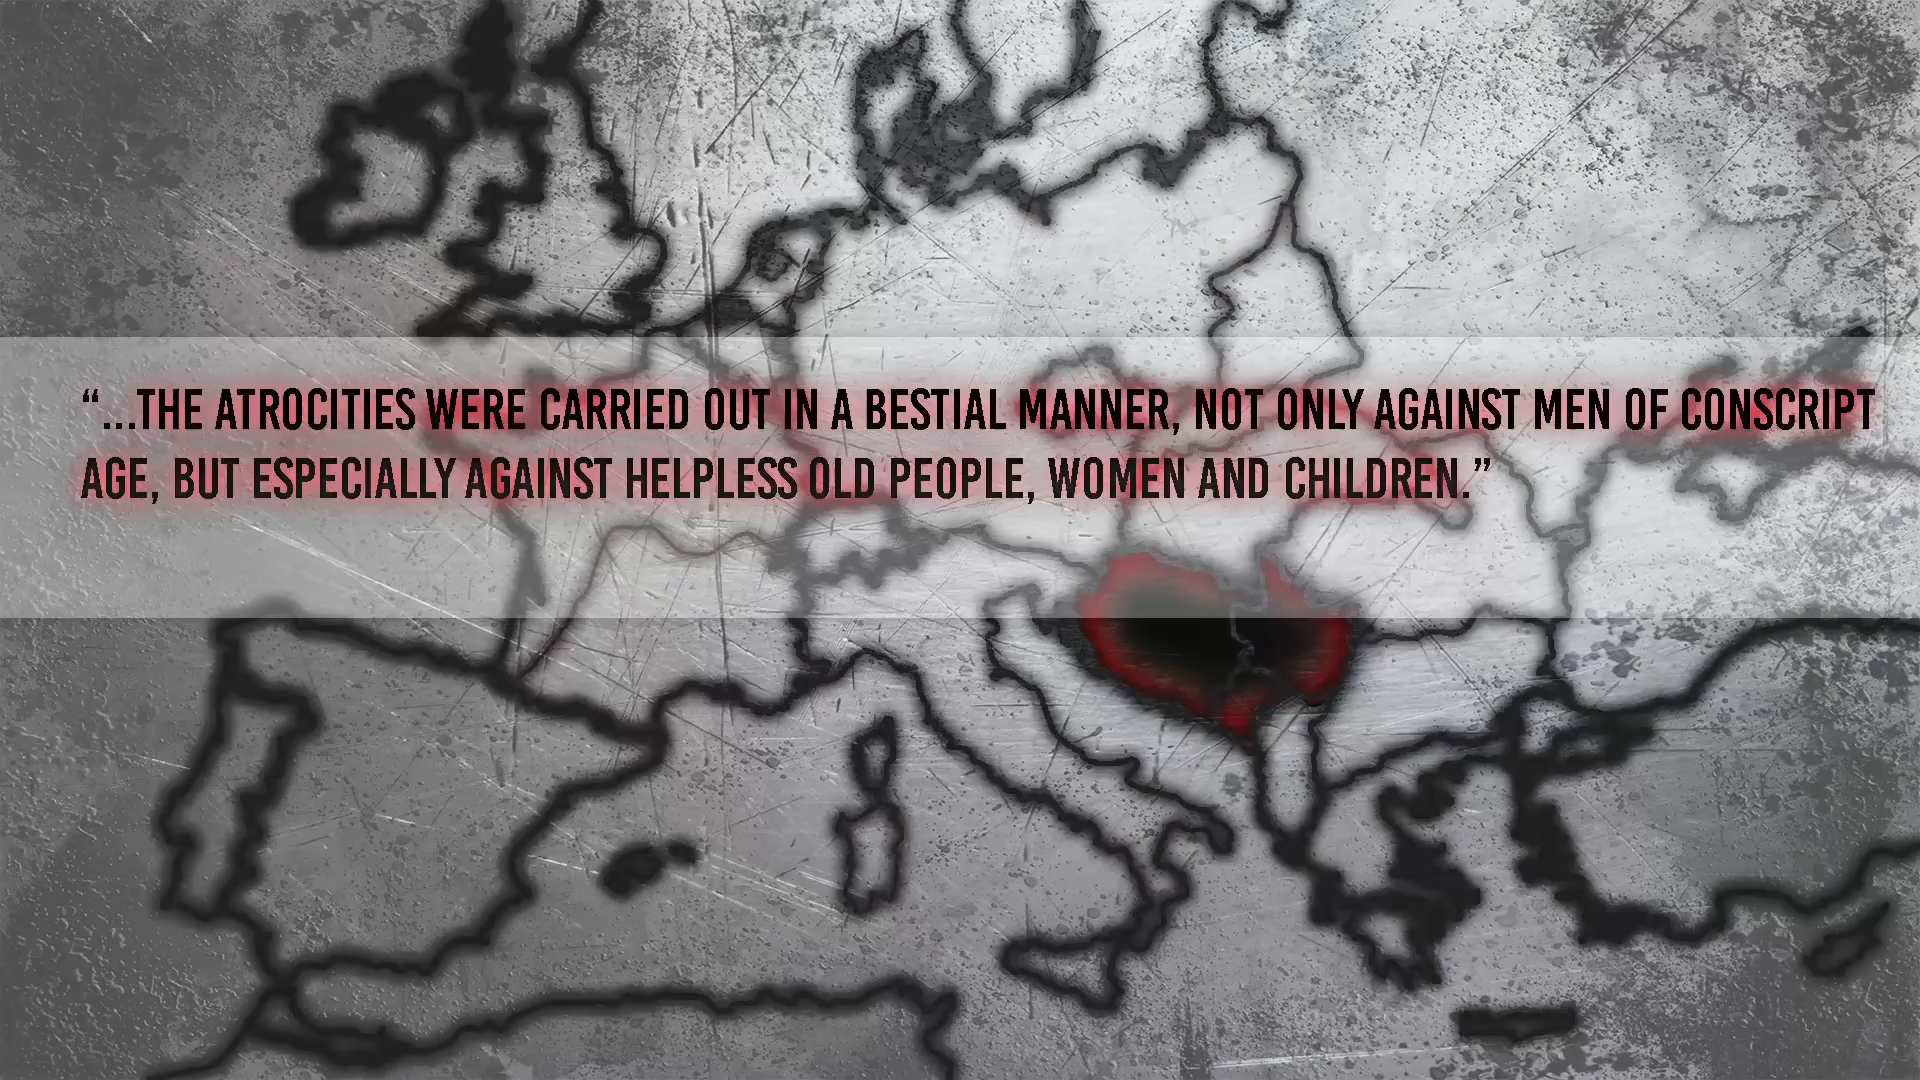 “...THE ATROCITIES WERE CARRIED OUT IN A BESTIAL MANNER, NOT ONLY AGAINST MEN OF CONSCRIPT
AGE, BUT ESPECIALLY AGAINST HELPLESS OLD PEOPLE, WOMEN AND CHILDREN.”